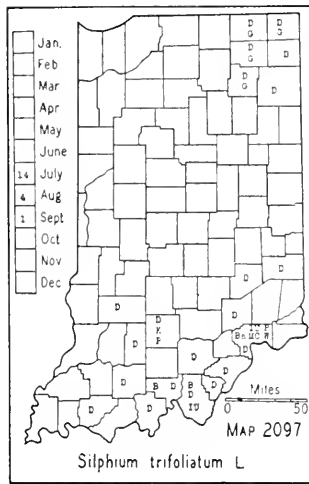 Jan.
Feb
Mar
Apr
May
June
14 July
4 Aug
1 Sept
Oct
Nov
Dec
D D
G G
D D
G
D D
G
D D
D D
D
K
P
D
D
D D
D B D B
D
IU
D D D
Miles
0 50
MAP 2097
Silphium trifoliatum L